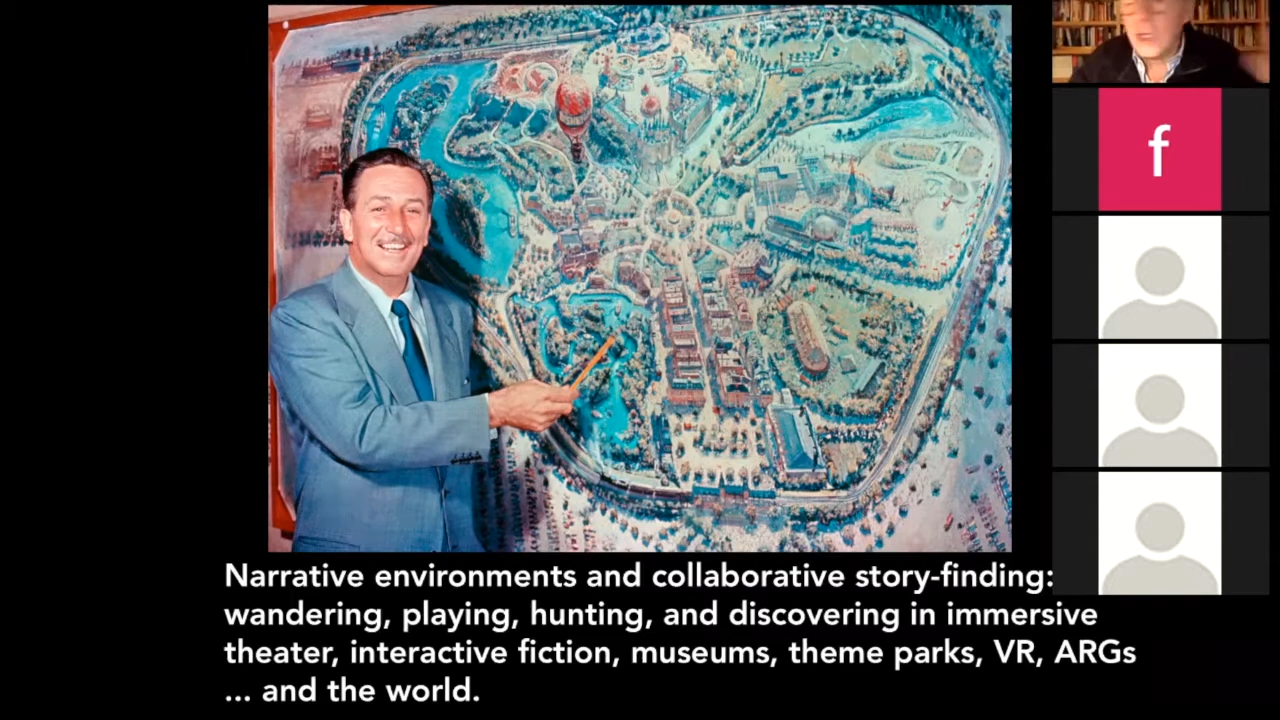 f
Narrative environments and collaborative story-finding:
wandering, playing, hunting, and discovering in immersive
theater, interactive fiction, museums, theme parks, VR, ARGs
... and the world.